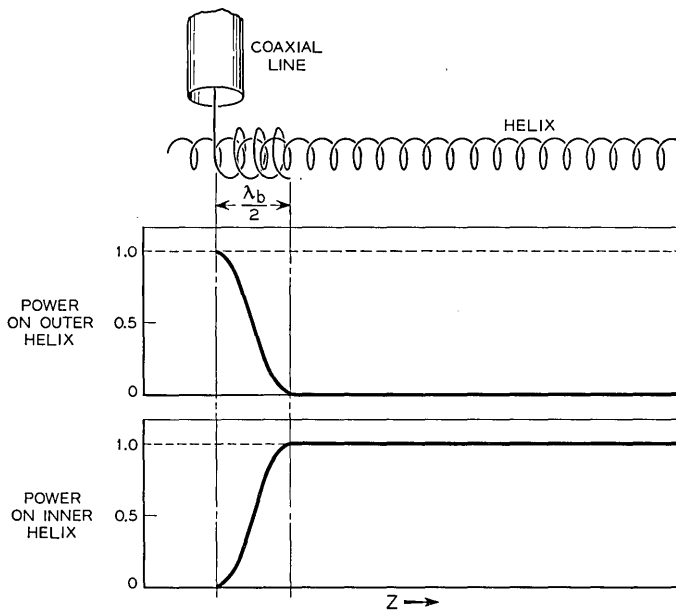 COAXIAL
LINE
HELIX
λb
2
1.0
POWER
ON OUTER
HELIX
0.5
0
1.0
POWER
ON INNER
HELIX
0.5
0
Z →